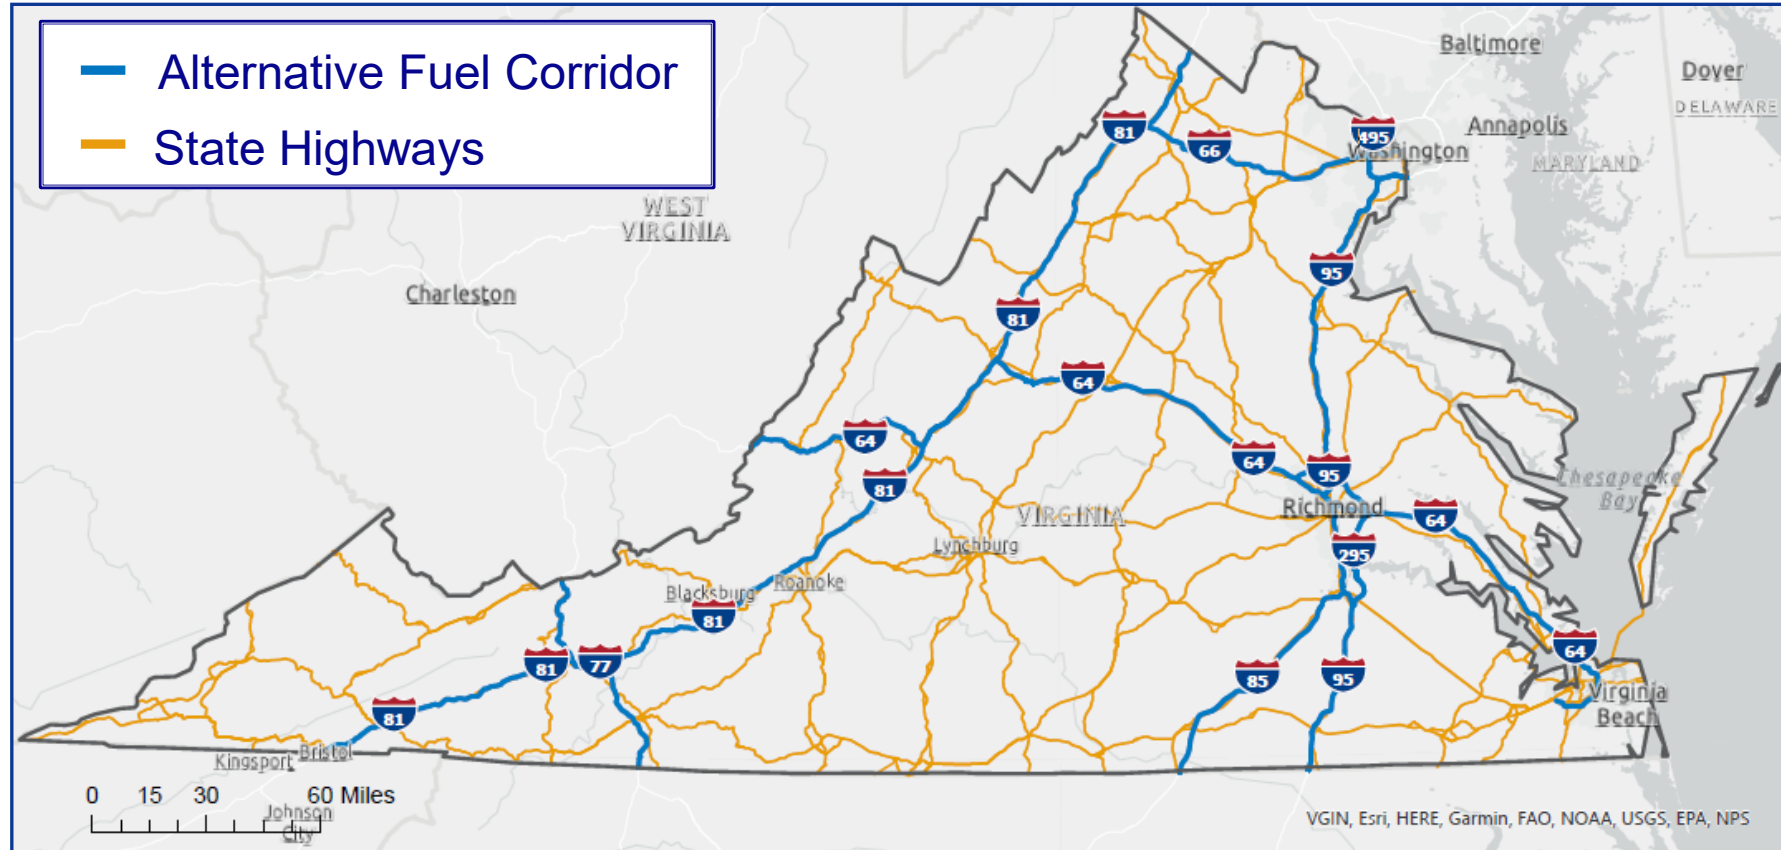 Alternative Fuel Corridor
State Highways
Baltimore
Dover
DELAWARE
Annapolis
Washington
MARYLAND
81
66
495
WEST
VIRGINIA
Charleston
95
81
64
64
64
95
81
Chesapeake
Bay
VIRGINIA
Richmond
64
Lynchburg
295
Blacksburg
Roanoke
81
64
81
77
85
95
Virginia
Beach
81
Kingsport
Bristol
0 15 30 60 Miles
Johnson
City
VGIN, Esri, HERE, Garmin, FAO, NOAA, USGS, EPA, NPS